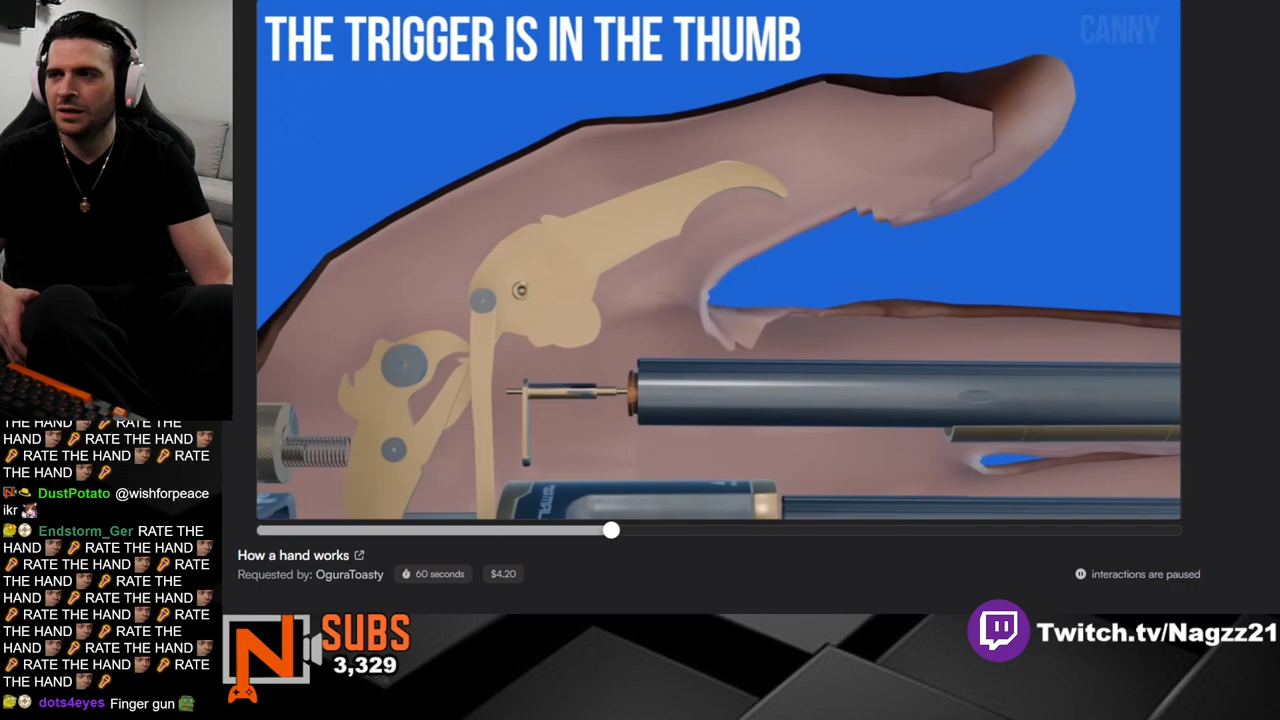 THE TRIGGER IS IN THE THUMB
CANNY
THE HAND RATE THE
HAND RATE THE HAND
RATE THE HAND RATE
THE HAND
DustPotato @wishforpeace
ikr
Endstorm_Ger RATE THE
HAND RATE THE HAND
RATE THE HAND RATE
THE HAND RATE THE
HAND RATE THE HAND
RATE THE HAND RATE
THE HAND RATE THE
HAND RATE THE HAND
RATE THE HAND RATE
THE HAND
dots4eyes Finger gun
How a hand works
Requested by: OguraToasty
60 seconds
$4.20
interactions are paused
N SUBS
3,329
Twitch.tv/Nagzz21